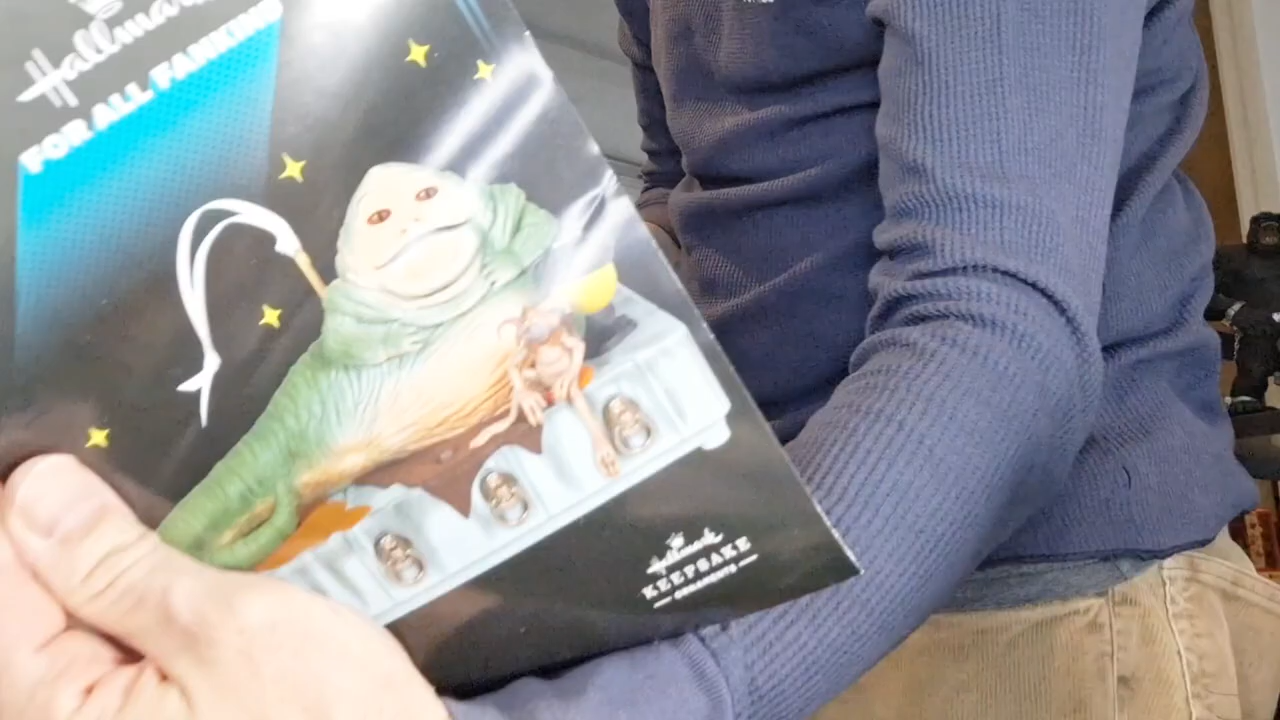 Hallmark
FOR ALL FANKIND
Hallmark
KEEPSAKE
— ORNAMENTS —